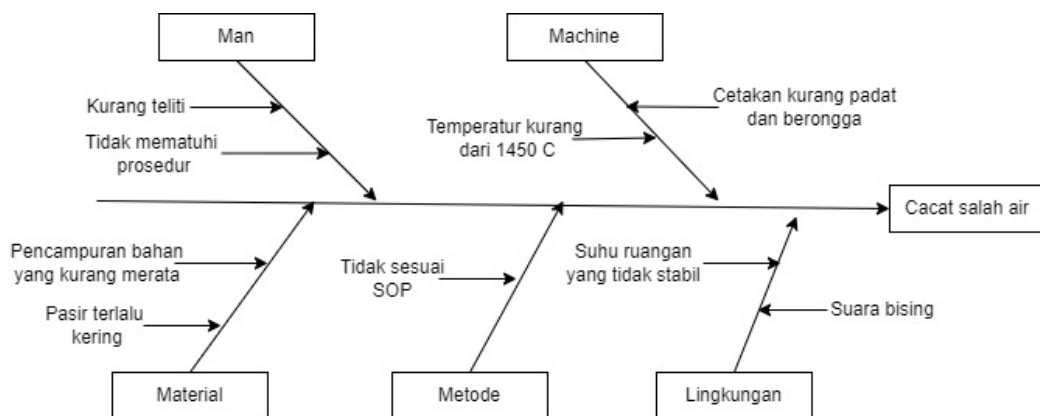 Man
Machine
Kurang teliti
Tidak mematuhi
prosedur
Temperatur kurang
dari 1450 C
Cetakan kurang padat
dan berongga
Cacat salah air
Pencampuran bahan
yang kurang merata
Pasir terlalu
kering
Tidak sesuai
SOP
Suhu ruangan
yang tidak stabil
Suara bising
Material
Metode
Lingkungan